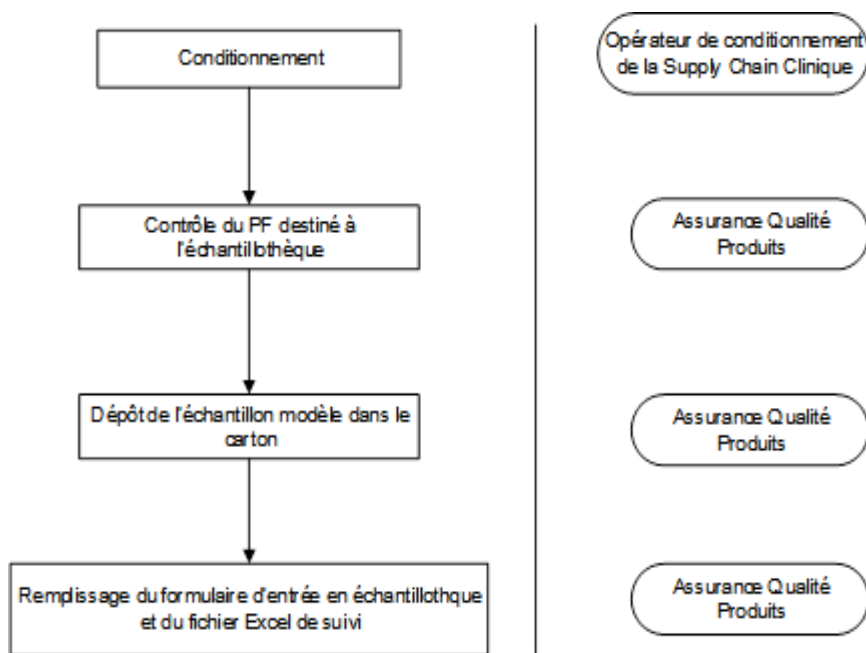 Conditionnement
Opérateur de conditionnement
de la Supply Chain Clinique
Contrôle du PF destiné à
l'échantillothèque
Assurance Qualité
Produits
Dépôt de l'échantillon modèle dans le
carton
Assurance Qualité
Produits
Remplissage du formulaire d'entrée en échantillothque
et du fichier Excel de suivi
Assurance Qualité
Produits